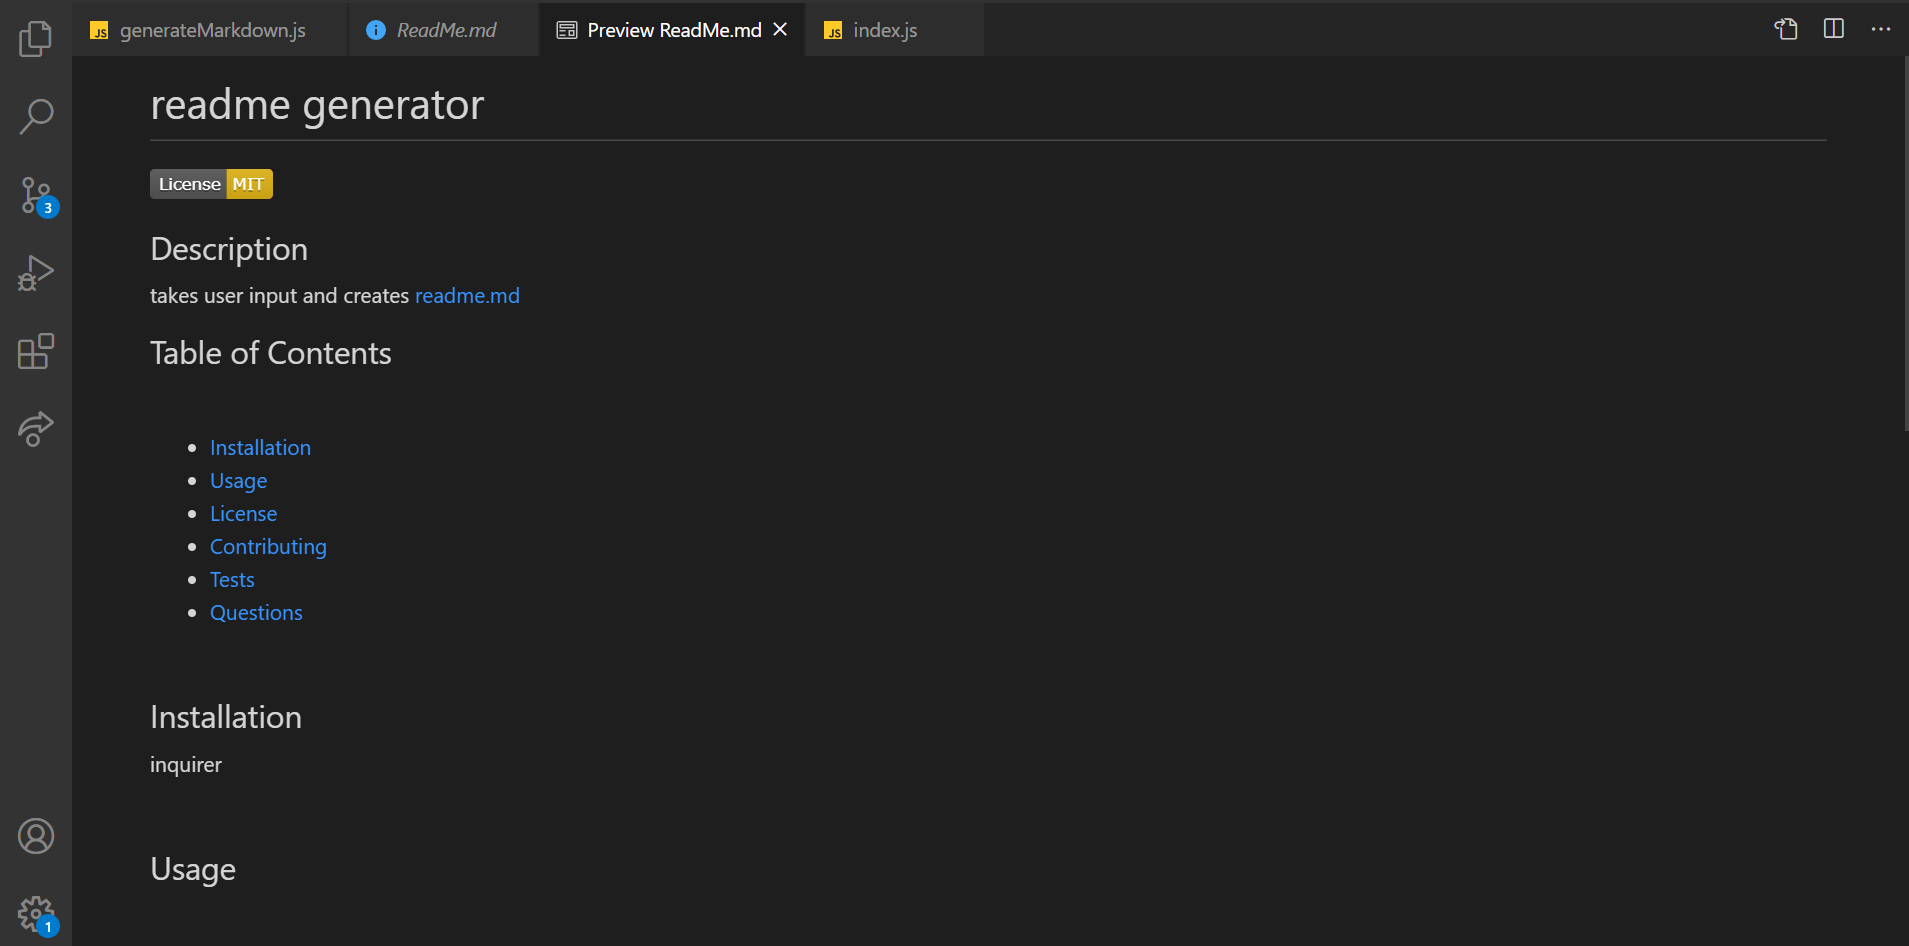 JS generateMarkdown.js
ReadMe.md
Preview ReadMe.md
JS index.js
3
1
readme generator
License MIT
Description
takes user input and creates readme.md
Table of Contents
Installation
Usage
License
Contributing
Tests
Questions
Installation
inquirer
Usage